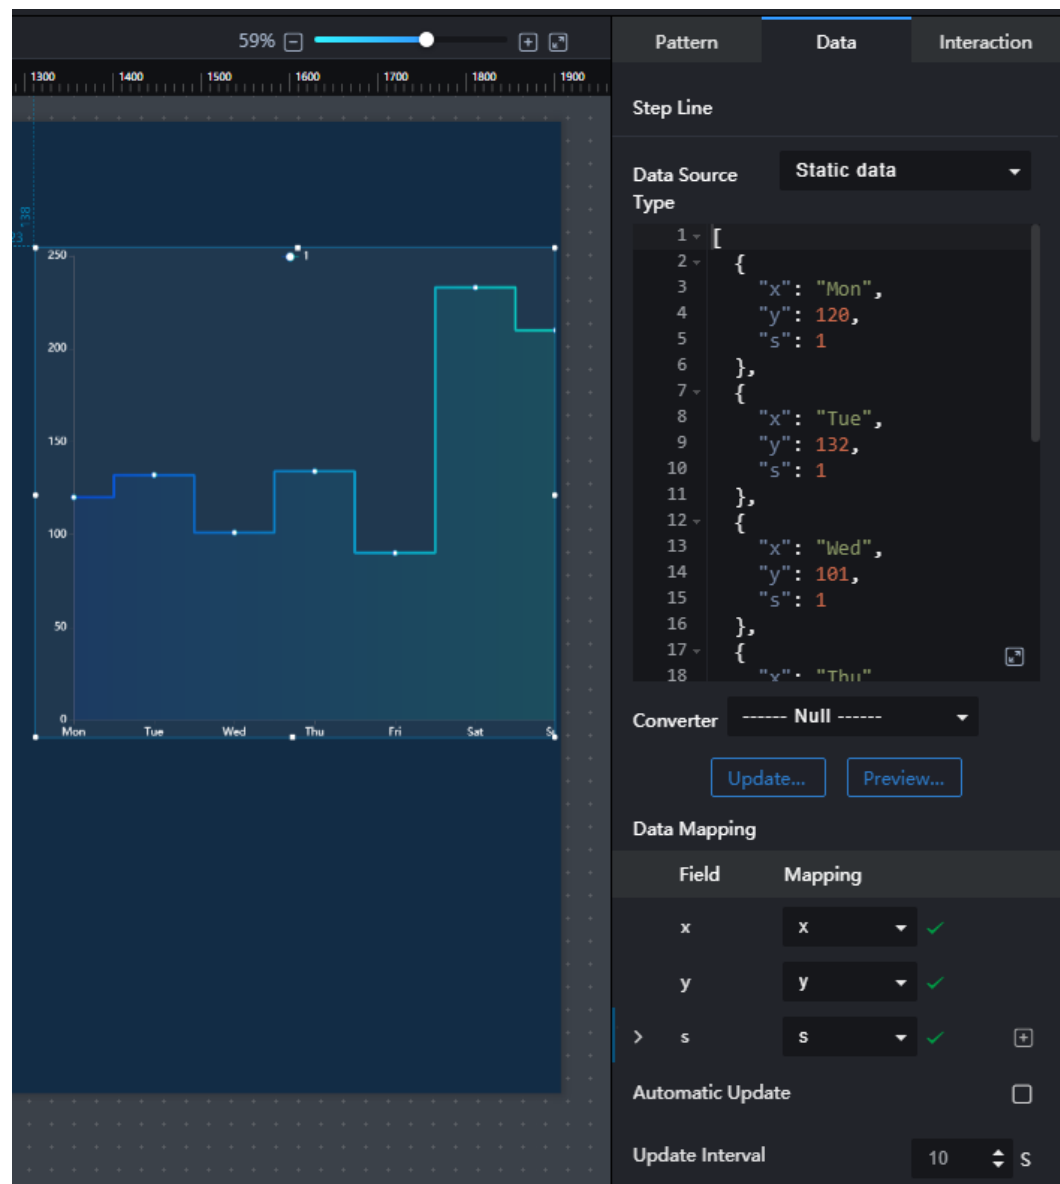 59%
Pattern Data Interaction
1300 1400 1500 1600 1700 1800 1900
Step Line
Data Source Type
Static data
138
23
250
1
200
150
100
50
0
Mon Tue Wed Thu Fri Sat
1 [
2 {
3 "x": "Mon",
4 "y": 120,
5 "s": 1
6 },
7 {
8 "x": "Tue",
9 "y": 132,
10 "s": 1
11 },
12 {
13 "x": "Wed",
14 "y": 101,
15 "s": 1
16 },
17 {
18 "x": "Thu"
Converter ------ Null ------
Update... Preview...
Data Mapping
Field Mapping
x x
y y
s s
Automatic Update
Update Interval 10 S